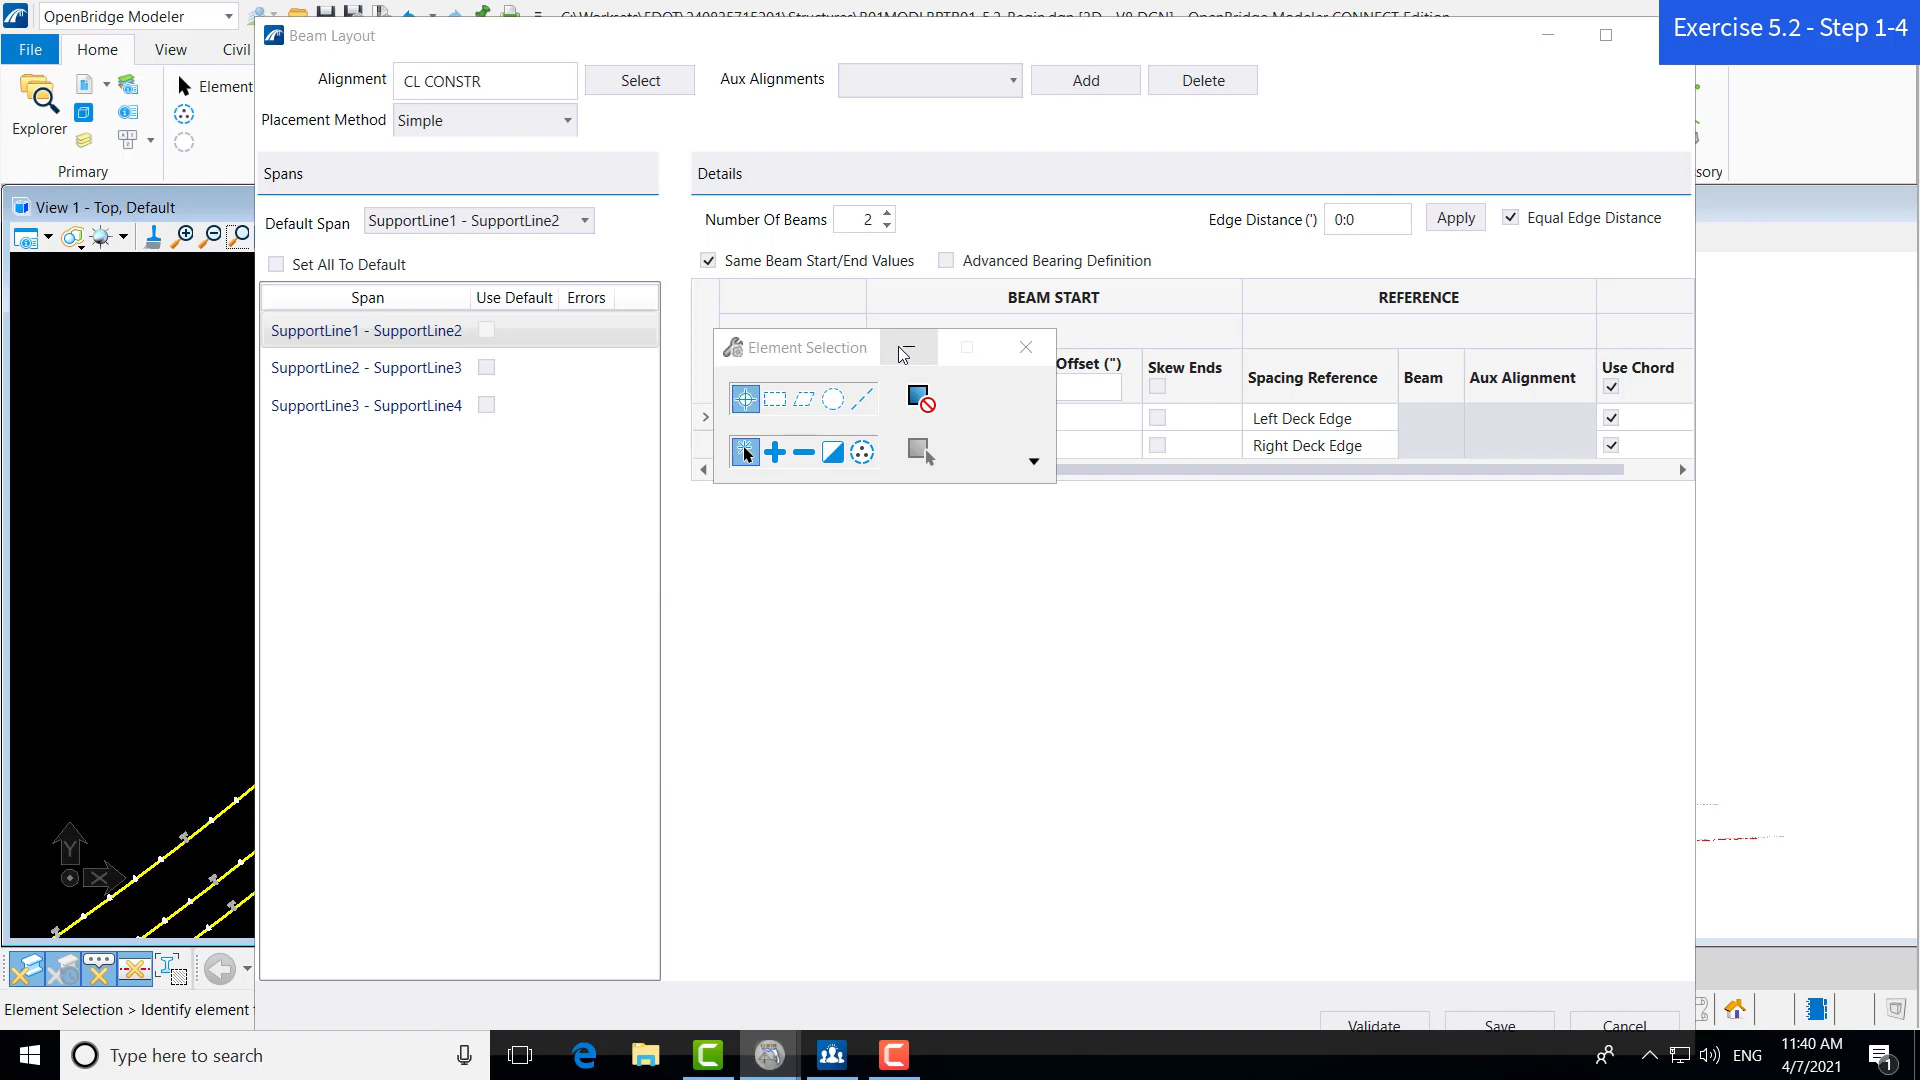 OpenBridge Modeler
C:\Worksets\FDOT\24083571520
Exercise 5.2 - Step 1-4
File
Home
View
Civil
Beam Layout
Alignment
CL CONSTR
Select
Aux Alignments
Add
Delete
Placement Method
Simple
Element
Explorer
Primary
Spans
Details
View 1 - Top, Default
Default Span
SupportLine1 - SupportLine2
Number Of Beams
2
Edge Distance (')
0:0
Apply
Equal Edge Distance
Set All To Default
Same Beam Start/End Values
Advanced Bearing Definition
Span
Use Default
Errors
BEAM START
REFERENCE
SupportLine1 - SupportLine2
SupportLine2 - SupportLine3
SupportLine3 - SupportLine4
Element Selection
Offset (")
Skew Ends
Spacing Reference
Beam
Aux Alignment
Use Chord
Left Deck Edge
Right Deck Edge
Y
X
Element Selection > Identify element
Validate
Save
Cancel
Type here to search
ENG
11:40 AM
4/7/2021
1